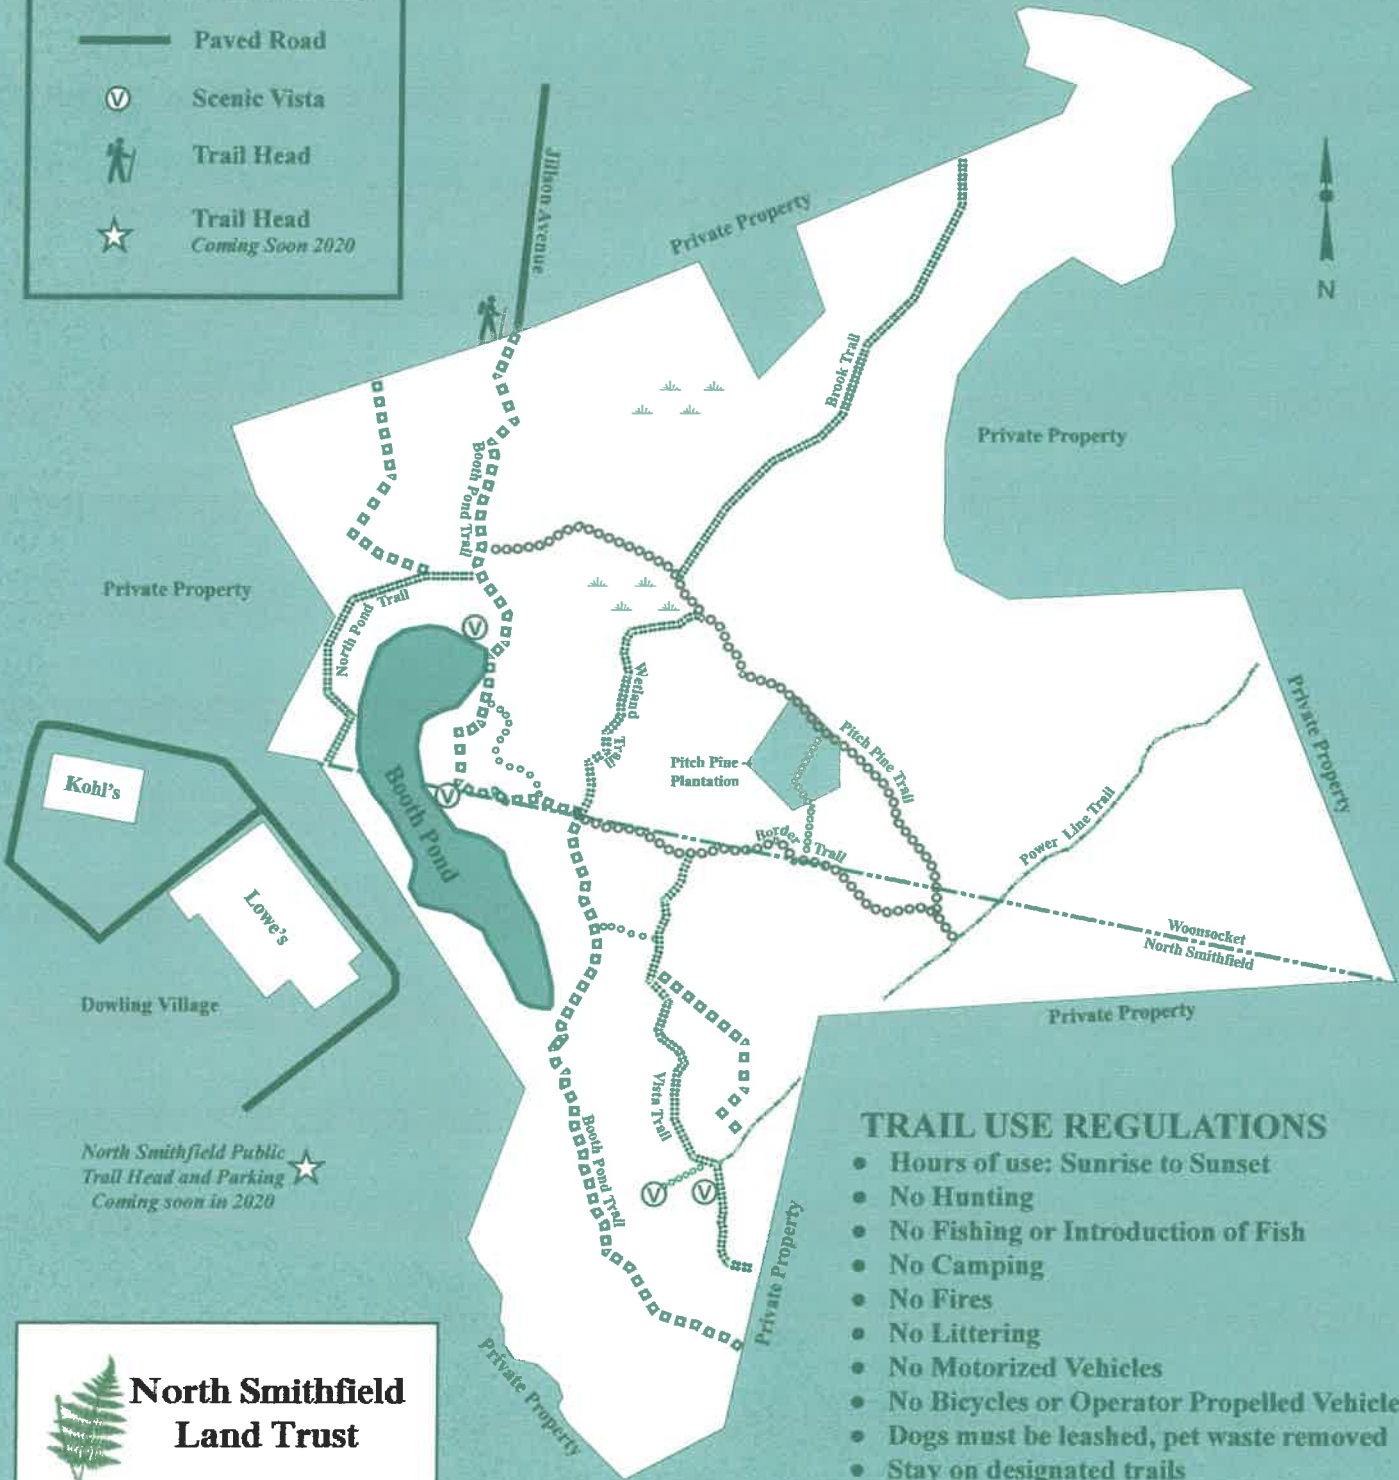 Paved Road
V
Scenic Vista
Trail Head
Trail Head
Coming Soon 2020
Jillson Avenue
Private Property
N
Brook Trail
Private Property
Booth Pond Trail
Private Property
North Pond Trail
V
Wetland Trail
Private Property
Kohl's
Pitch Pine
Plantation
Pitch Pine Trail
V
Booth Pond
Border Trail
Power Line Trail
Lowe's
Woonsocket
North Smithfield
Dowling Village
Private Property
Vista Trail
Booth Pond Trail
North Smithfield Public
Trail Head and Parking
Coming soon in 2020
V
V
Private Property
Private Property
TRAIL USE REGULATIONS
• Hours of use: Sunrise to Sunset
• No Hunting
• No Fishing or Introduction of Fish
• No Camping
• No Fires
• No Littering
• No Motorized Vehicles
• No Bicycles or Operator Propelled Vehicle
• Dogs must be leashed, pet waste removed
• Stay on designated trails
North Smithfield
Land Trust